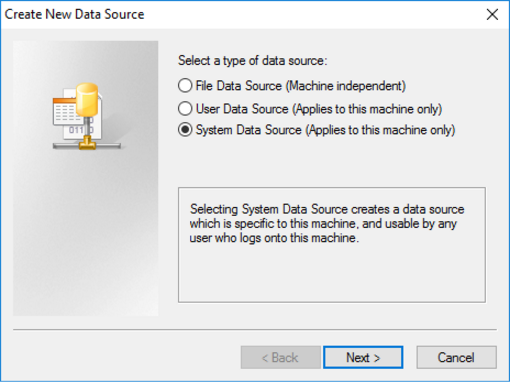 Create New Data Source
Select a type of data source:
File Data Source (Machine independent)
User Data Source (Applies to this machine only)
System Data Source (Applies to this machine only)
Selecting System Data Source creates a data source
which is specific to this machine, and usable by any
user who logs onto this machine.
< Back
Next >
Cancel